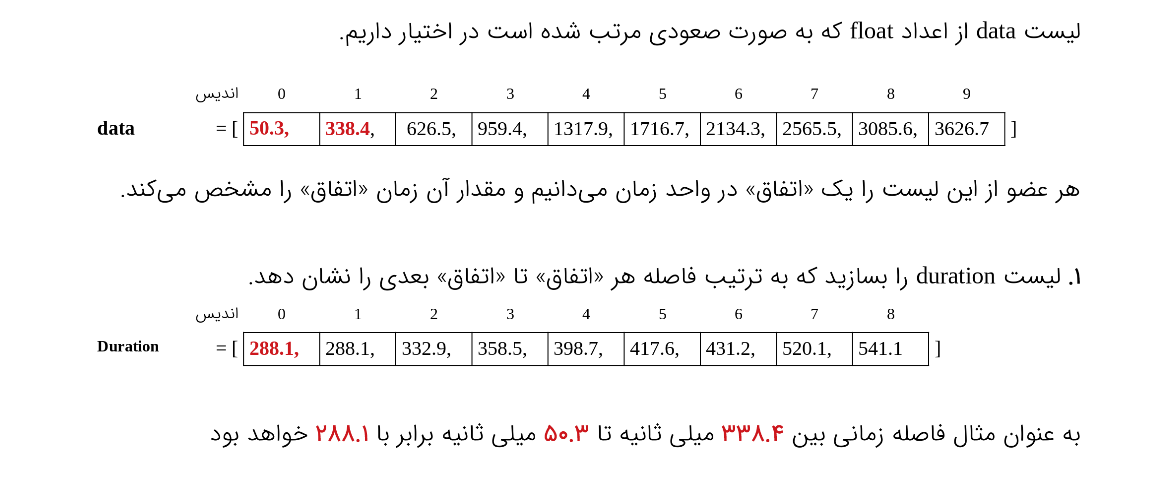 لیست data از اعداد float که به صورت صعودی مرتب شده است در اختیار داریم.
اندیس 0 1 2 3 4 5 6 7 8 9
data = [ 50.3, 338.4, 626.5, 959.4, 1317.9, 1716.7, 2134.3, 2565.5, 3085.6, 3626.7 ]
هر عضو از این لیست را یک «اتفاق» در واحد زمان می‌دانیم و مقدار آن زمان «اتفاق» را مشخص می‌کند.
۱. لیست duration را بسازید که به ترتیب فاصله هر «اتفاق» تا «اتفاق» بعدی را نشان دهد.
اندیس 0 1 2 3 4 5 6 7 8
Duration = [ 288.1, 288.1, 332.9, 358.5, 398.7, 417.6, 431.2, 520.1, 541.1 ]
به عنوان مثال فاصله زمانی بین ۳۳۸.۴ میلی ثانیه تا ۵۰.۳ میلی ثانیه برابر با ۲۸۸.۱ خواهد بود